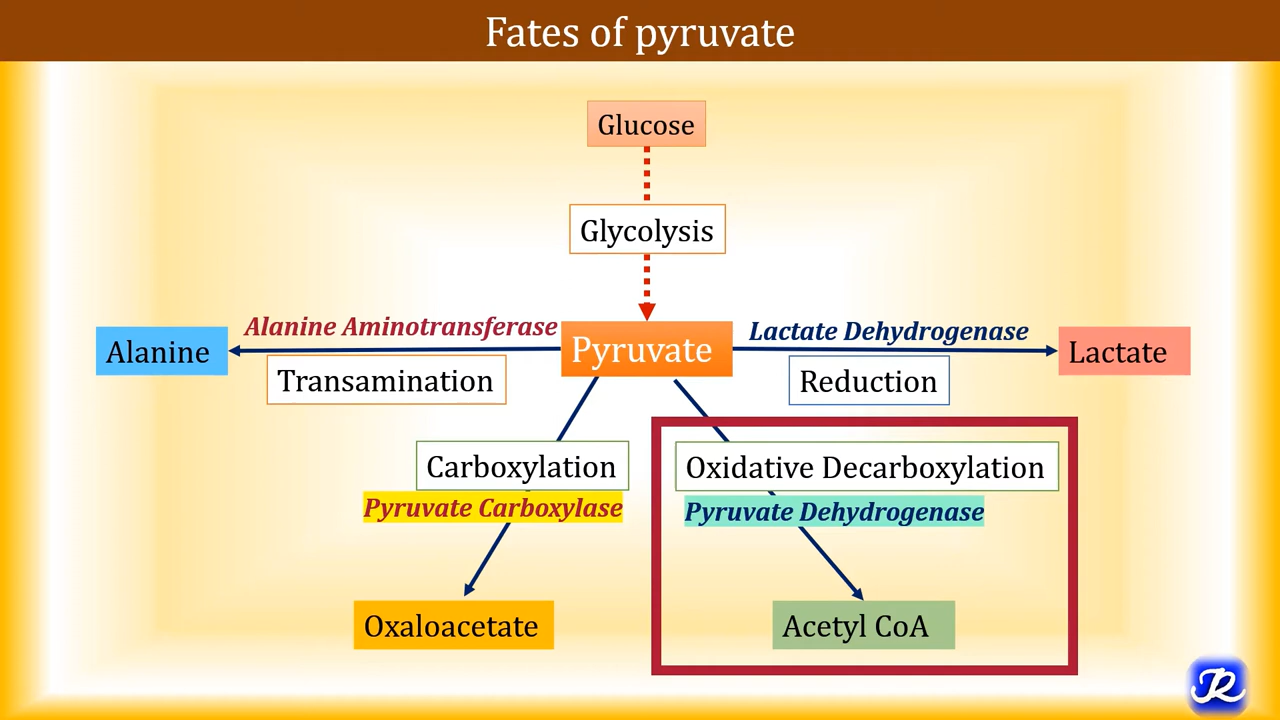 Fates of pyruvate
Glucose
Glycolysis
Alanine Aminotransferase
Lactate Dehydrogenase
Alanine
Pyruvate
Lactate
Transamination
Reduction
Carboxylation
Oxidative Decarboxylation
Pyruvate Carboxylase
Pyruvate Dehydrogenase
Oxaloacetate
Acetyl CoA
JR